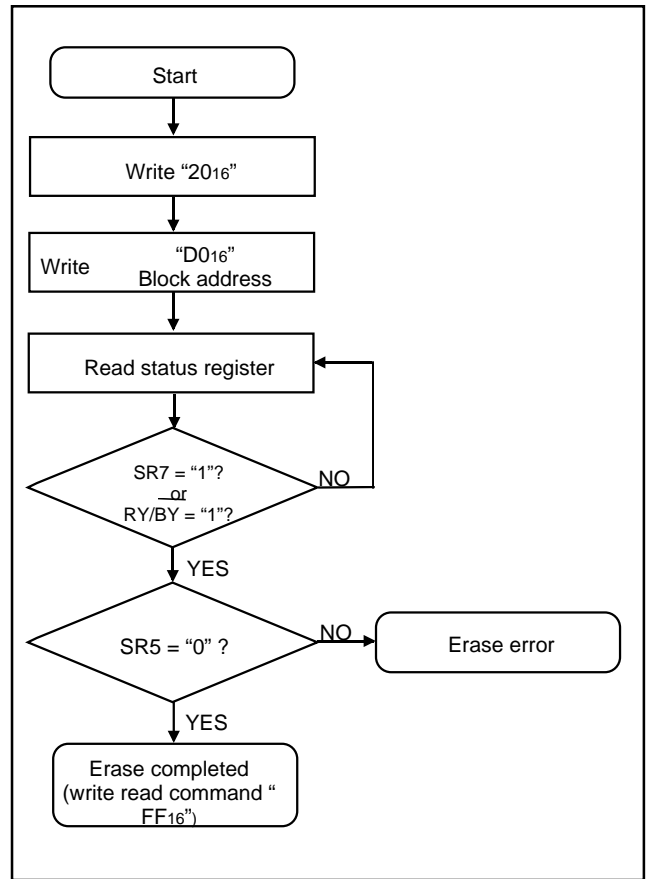 Start
Write “2016”
Write “D016”
Block address
Read status register
SR7 = “1”?
or
RY/BY = “1”?
NO
YES
SR5 = “0” ?
NO
Erase error
YES
Erase completed
(write read command “
FF16”)